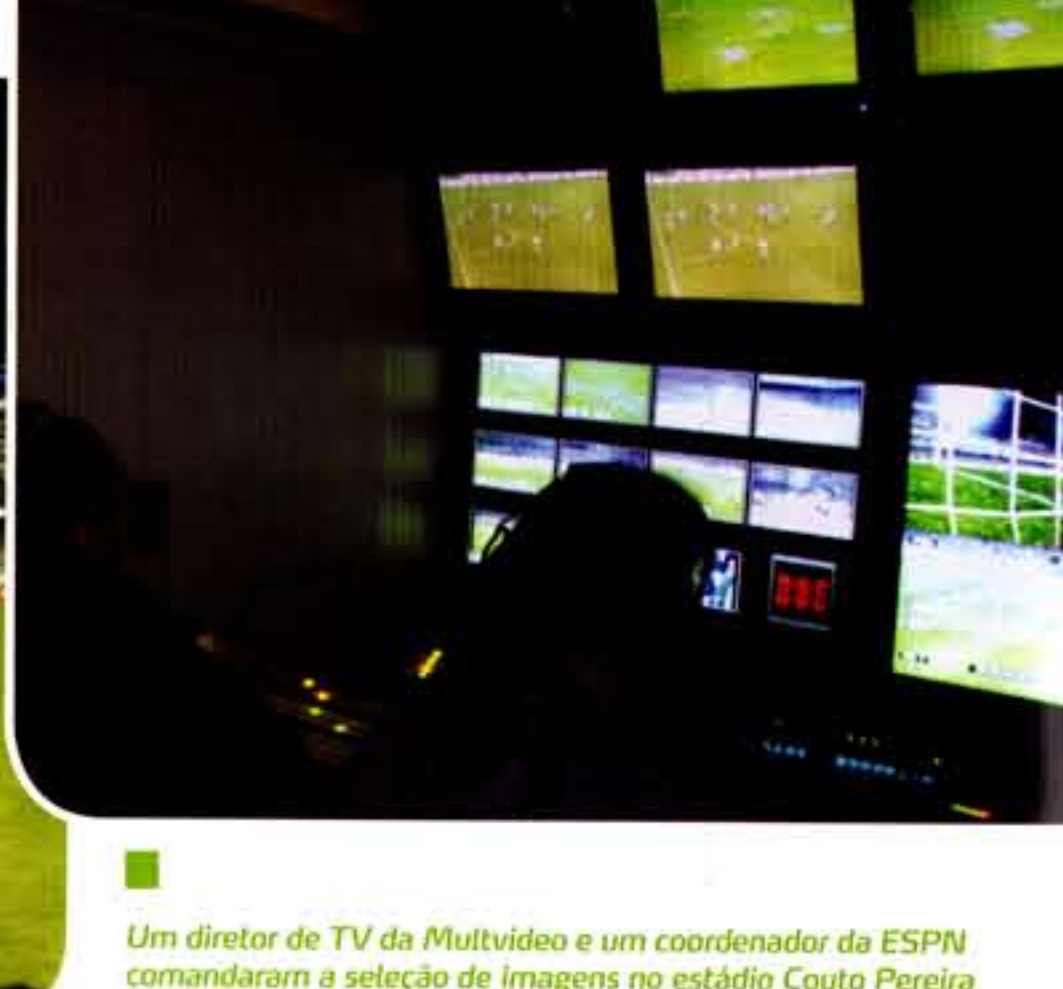 Um diretor de TV da Multvideo e um coordenador da ESPN
comandaram a seleção de imagens no estádio Couto Pereira